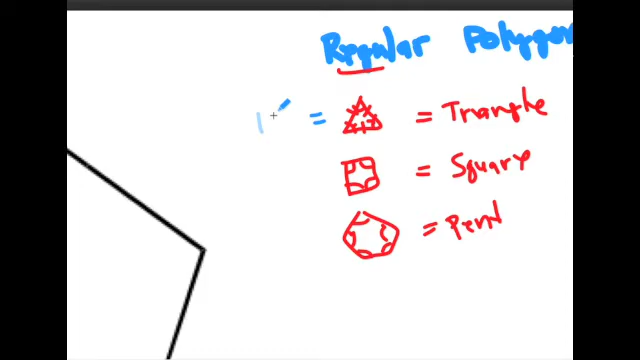 Regular Polygon
= = Triangle
= Square
= Pent